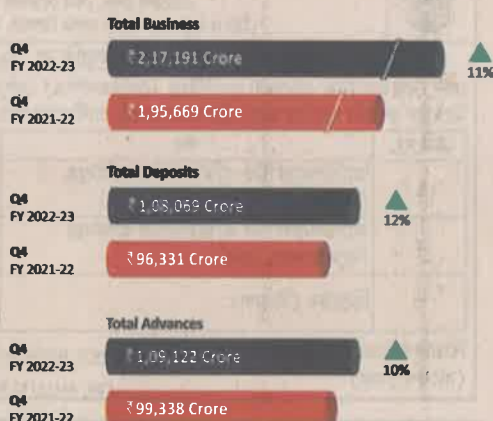 Total Business
Q4
FY 2022-23
₹2,17,191 Crore
11%
Q4
FY 2021-22
₹1,95,669 Crore
Total Deposits
Q4
FY 2022-23
₹1,08,069 Crore
12%
Q4
FY 2021-22
₹96,331 Crore
Total Advances
Q4
FY 2022-23
₹1,09,122 Crore
10%
Q4
FY 2021-22
₹99,338 Crore